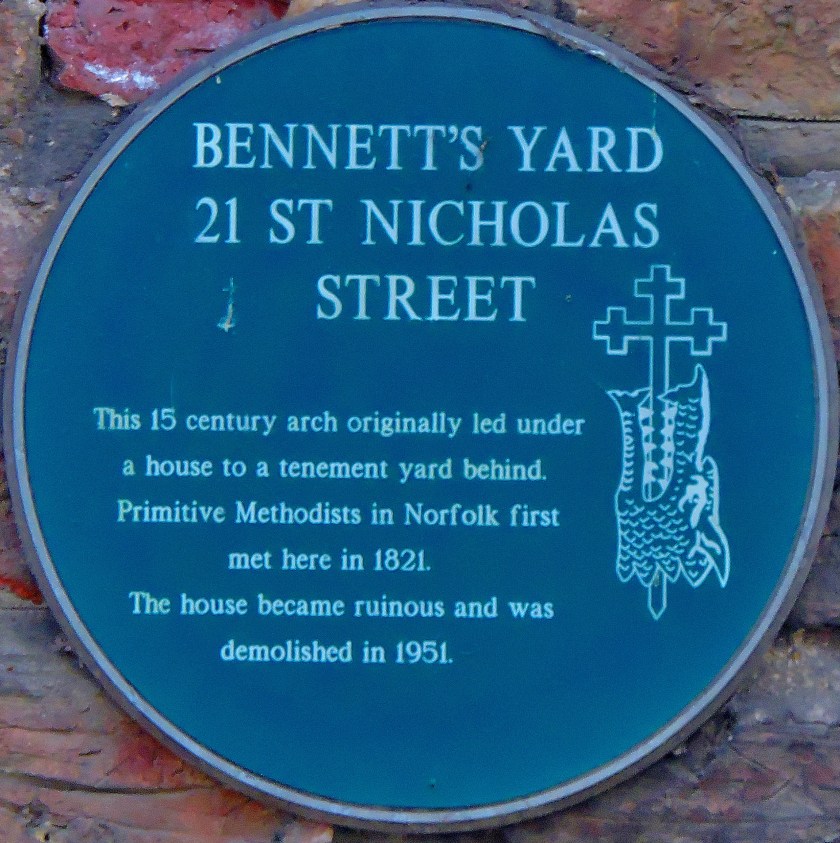 BENNETT'S YARD
21 ST NICHOLAS
STREET
This 15 century arch originally led under
a house to a tenement yard behind.
Primitive Methodists in Norfolk first
met here in 1821.
The house became ruinous and was
demolished in 1951.